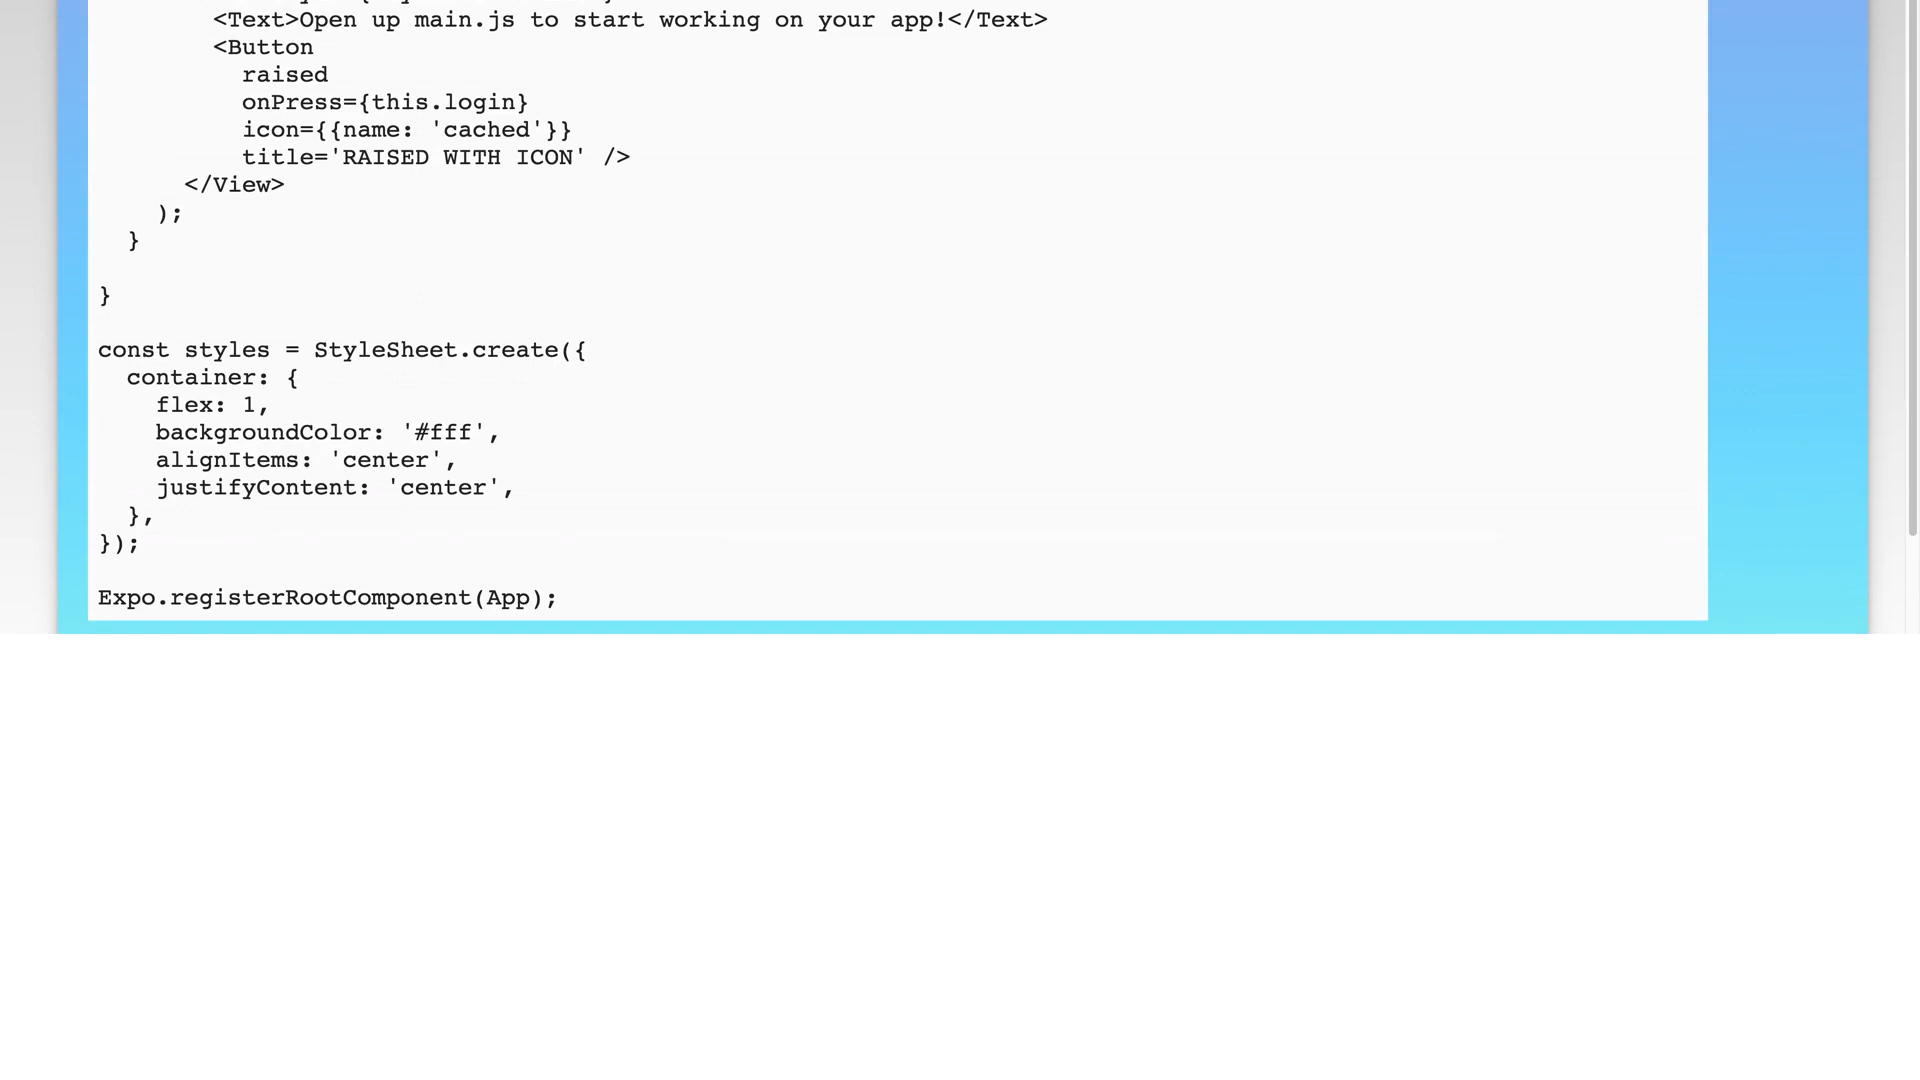 <Text>Open up main.js to start working on your app!</Text>
<Button
raised
onPress={this.login}
icon={{name: 'cached'}}
title='RAISED WITH ICON' />
</View>
);
}
}
const styles = StyleSheet.create({
container: {
flex: 1,
backgroundColor: '#fff',
alignItems: 'center',
justifyContent: 'center',
},
});
Expo.registerRootComponent(App);